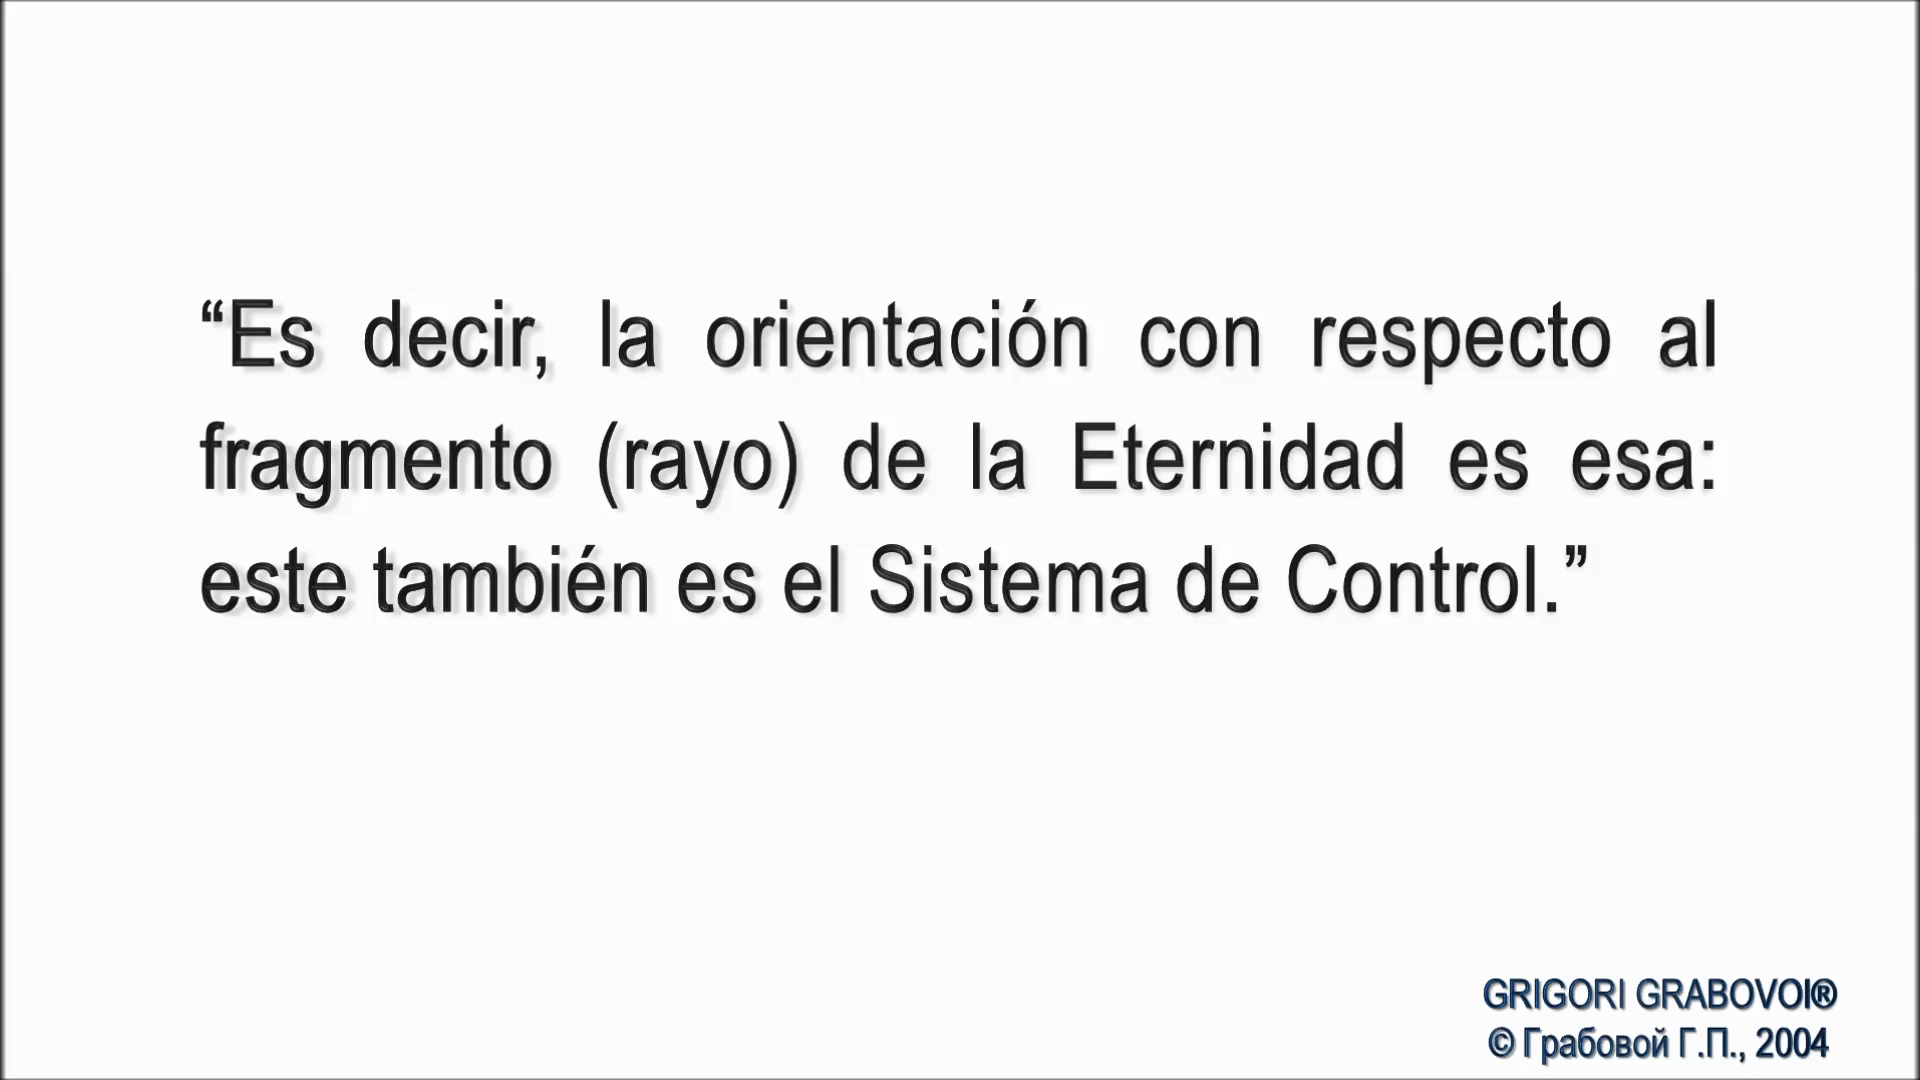 “Es decir, la orientación con respecto al
fragmento (rayo) de la Eternidad es esa:
este también es el Sistema de Control.”
GRIGORI GRABOVOI®
© Грабовой Г.П., 2004